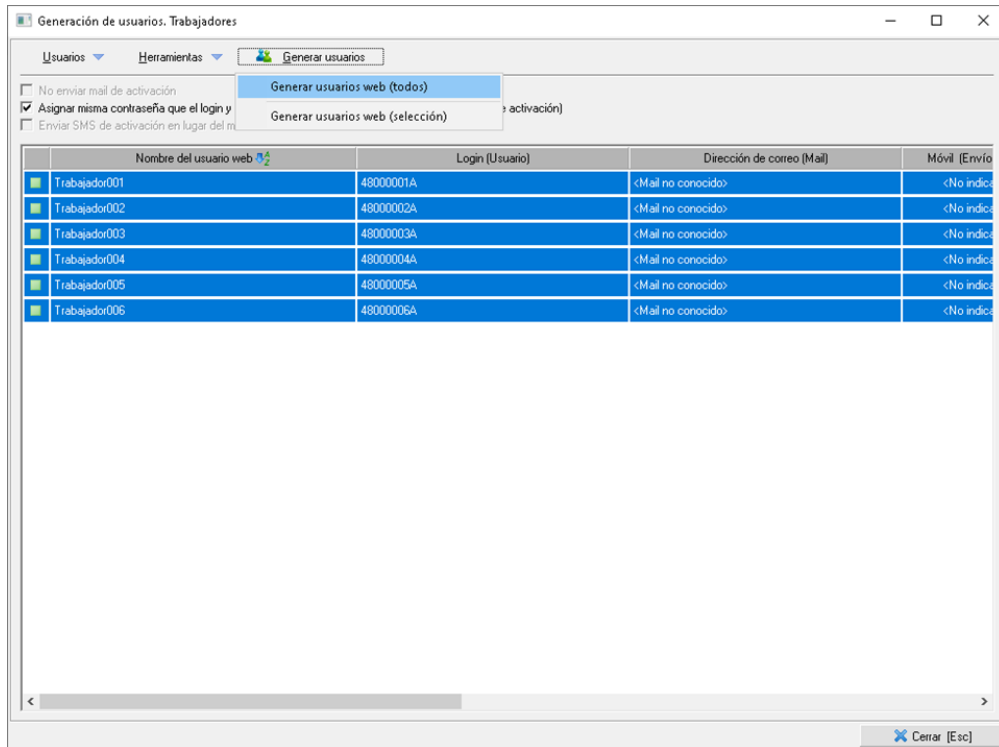 Generación de usuarios. Trabajadores
Usuarios Herramientas Generar usuarios
Generar usuarios web (todos)
Generar usuarios web (selección)
No enviar mail de activación
Asignar misma contraseña que el login y e activación)
Enviar SMS de activación en lugar del m
Nombre del usuario web Login (Usuario) Dirección de correo (Mail) Móvil (Envío
Trabajador001 48000001A <Mail no conocido> <No indica
Trabajador002 48000002A <Mail no conocido> <No indica
Trabajador003 48000003A <Mail no conocido> <No indica
Trabajador004 48000004A <Mail no conocido> <No indica
Trabajador005 48000005A <Mail no conocido> <No indica
Trabajador006 48000006A <Mail no conocido> <No indica
Cerrar [Esc]